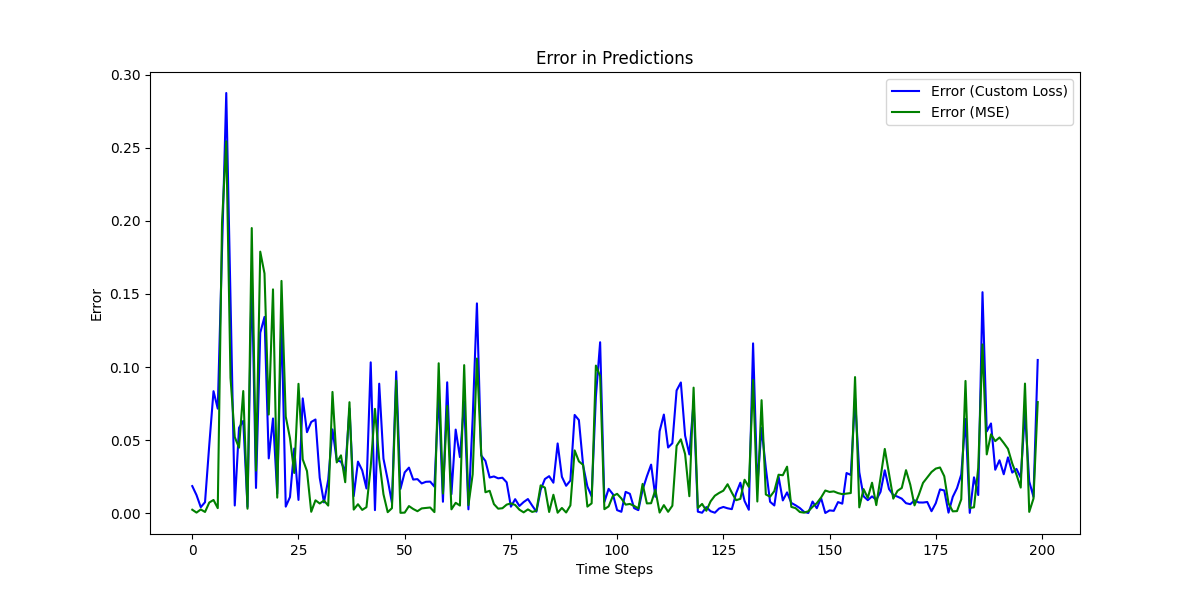 Error in Predictions
Error (Custom Loss)
Error (MSE)
Error
0.30
0.25
0.20
0.15
0.10
0.05
0.00
0 25 50 75 100 125 150 175 200
Time Steps